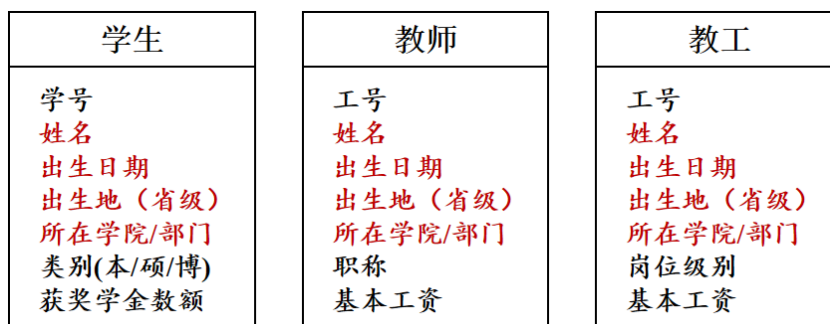 学生
学号
姓名
出生日期
出生地（省级）
所在学院/部门
类别(本/硕/博)
获奖学金数额
教师
工号
姓名
出生日期
出生地（省级）
所在学院/部门
职称
基本工资
教工
工号
姓名
出生日期
出生地（省级）
所在学院/部门
岗位级别
基本工资